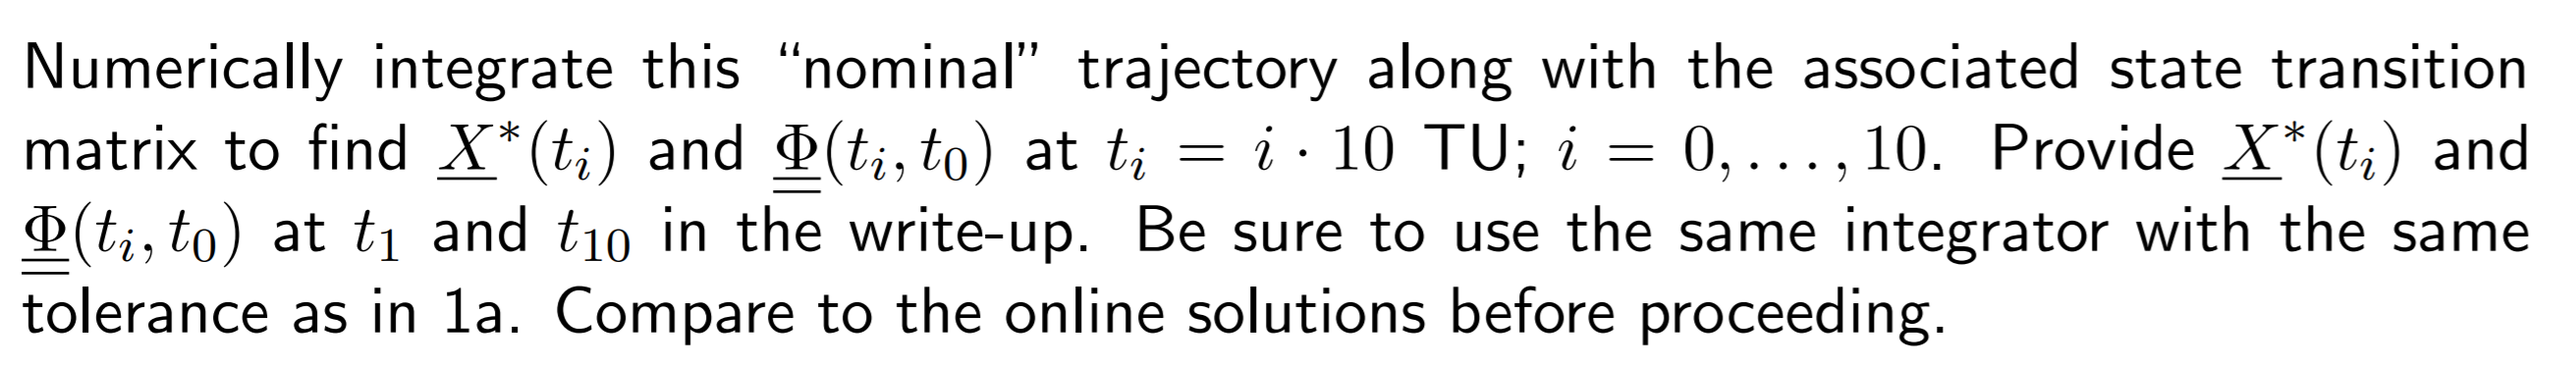 Numerically integrate this “nominal” trajectory along with the associated state transition
matrix to find $\underline{X}^*(t_i)$ and $\underline{\underline{\Phi}}(t_i, t_0)$ at $t_i = i \cdot 10$ TU; $i = 0, \ldots, 10$. Provide $\underline{X}^*(t_i)$ and
$\underline{\underline{\Phi}}(t_i, t_0)$ at $t_1$ and $t_{10}$ in the write-up. Be sure to use the same integrator with the same
tolerance as in 1a. Compare to the online solutions before proceeding.